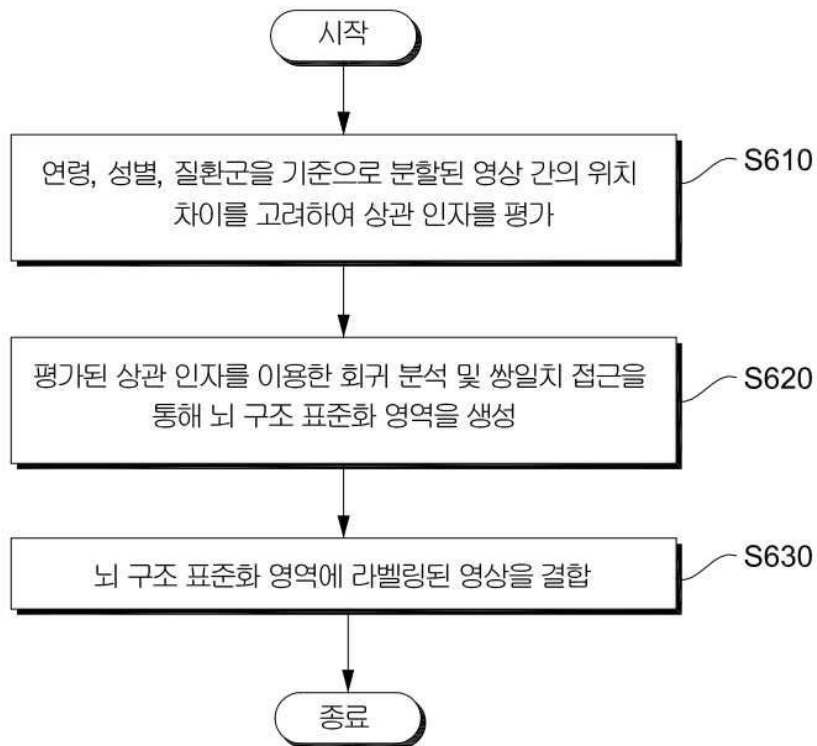 시작
연령, 성별, 질환군을 기준으로 분할된 영상 간의 위치
차이를 고려하여 상관 인자를 평가
S610
평가된 상관 인자를 이용한 회귀 분석 및 쌍일치 접근을
통해 뇌 구조 표준화 영역을 생성
S620
뇌 구조 표준화 영역에 라벨링된 영상을 결합
S630
종료